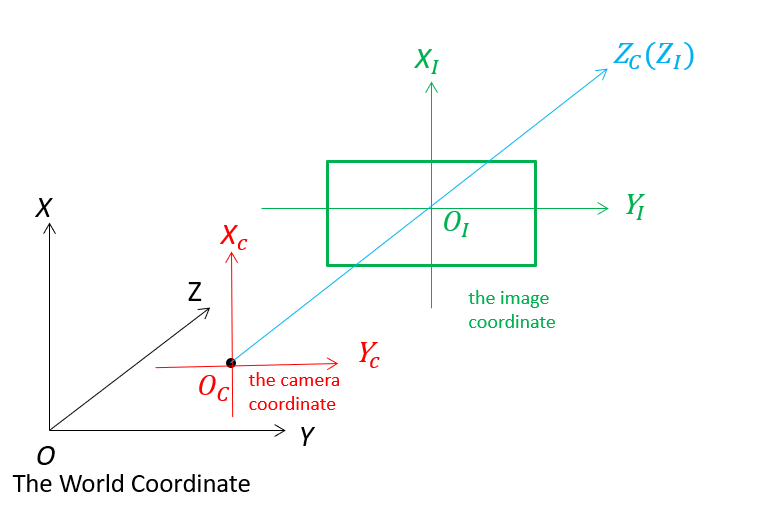 Z_C(Z_I)
X_I
Y_I
O_I
X
X_c
Z
the image
coordinate
Y_c
O_C
the camera
coordinate
Y
O
The World Coordinate